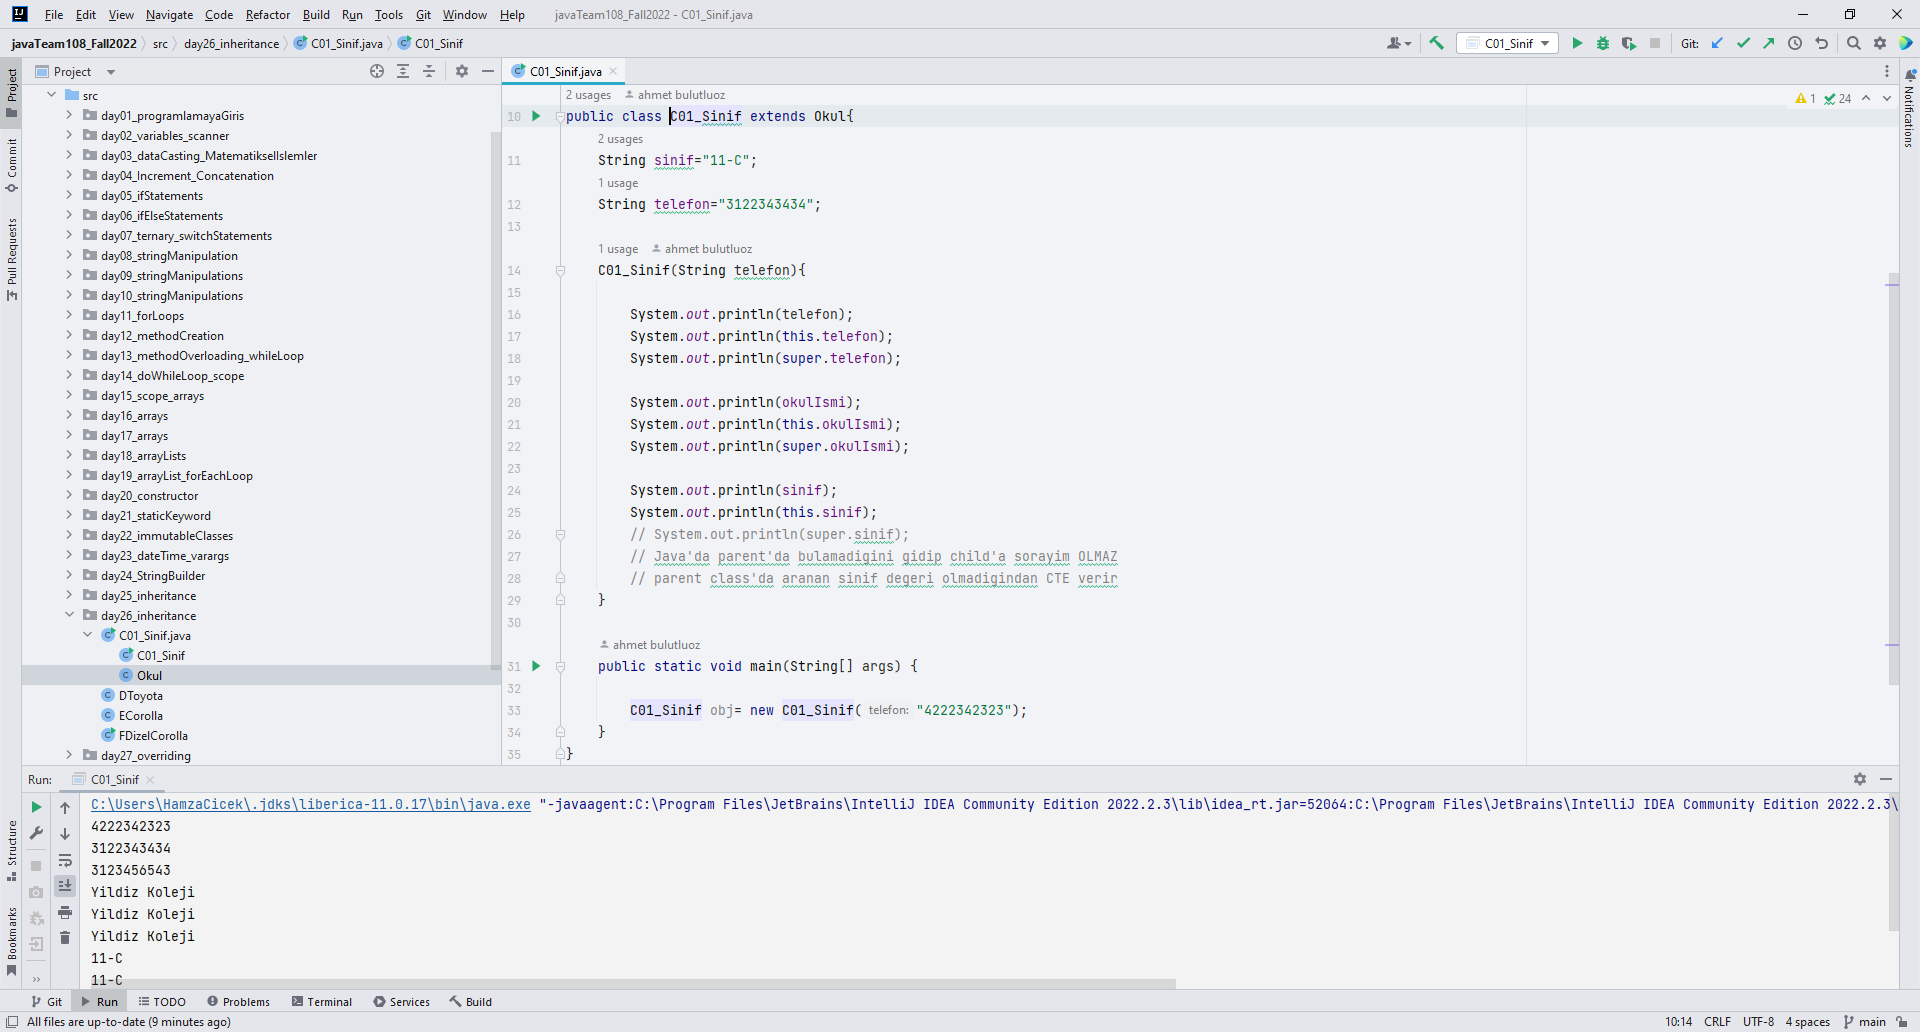 File Edit View Navigate Code Refactor Build Run Tools Git Window Help javaTeam108_Fall2022 - C01_Sinif.java
javaTeam108_Fall2022 src day26_inheritance C01_Sinif.java C01_Sinif
C01_Sinif Git:
Project
C01_Sinif.java
Project
Commit
Pull Requests
Structure
Bookmarks
Notifications
src
day01_programlamayaGiris
day02_variables_scanner
day03_dataCasting_MatematikselIslemler
day04_Increment_Concatenation
day05_ifStatements
day06_ifElseStatements
day07_ternary_switchStatements
day08_stringManipulation
day09_stringManipulations
day10_stringManipulations
day11_forLoops
day12_methodCreation
day13_methodOverloading_whileLoop
day14_doWhileLoop_scope
day15_scope_arrays
day16_arrays
day17_arrays
day18_arrayLists
day19_arrayList_forEachLoop
day20_constructor
day21_staticKeyword
day22_immutableClasses
day23_dateTime_varargs
day24_StringBuilder
day25_inheritance
day26_inheritance
C01_Sinif.java
C01_Sinif
Okul
DToyota
ECorolla
FDizelCorolla
day27_overriding
2 usages ahmet bulutluoz
1 24
10 public class C01_Sinif extends Okul{
2 usages
11 String sinif="11-C";
1 usage
12 String telefon="3122343434";
13
1 usage ahmet bulutluoz
14 C01_Sinif(String telefon){
15
16 System.out.println(telefon);
17 System.out.println(this.telefon);
18 System.out.println(super.telefon);
19
20 System.out.println(okulIsmi);
21 System.out.println(this.okulIsmi);
22 System.out.println(super.okulIsmi);
23
24 System.out.println(sinif);
25 System.out.println(this.sinif);
26 // System.out.println(super.sinif);
27 // Java'da parent'da bulamadigini gidip child'a sorayim OLMAZ
28 // parent class'da aranan sinif degeri olmadigindan CTE verir
29 }
30
ahmet bulutluoz
31 public static void main(String[] args) {
32
33 C01_Sinif obj= new C01_Sinif( telefon: "4222342323");
34 }
35 }
Run: C01_Sinif
C:\Users\HamzaCicek\.jdks\liberica-11.0.17\bin\java.exe "-javaagent:C:\Program Files\JetBrains\IntelliJ IDEA Community Edition 2022.2.3\lib\idea_rt.jar=52064:C:\Program Files\JetBrains\IntelliJ IDEA Community Edition 2022.2.3\
4222342323
3122343434
3123456543
Yildiz Koleji
Yildiz Koleji
Yildiz Koleji
11-C
11-C
Git Run TODO Problems Terminal Services Build
All files are up-to-date (9 minutes ago) 10:14 CRLF UTF-8 4 spaces main